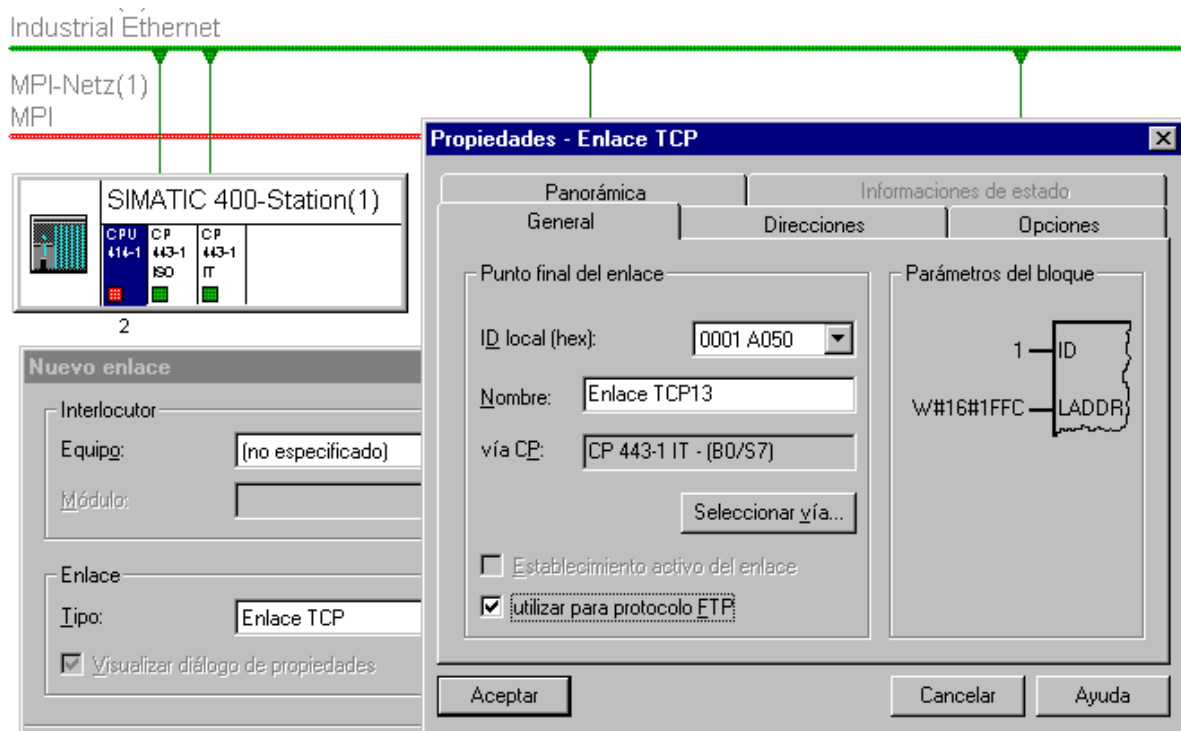 Industrial Ethernet
MPI-Netz(1)
MPI
SIMATIC 400-Station(1)
CPU 414-1
CP 443-1 ISO
CP 443-1 IT
2
Nuevo enlace
Interlocutor
Equipo:
(no especificado)
Módulo:
Enlace
Tipo:
Enlace TCP
Visualizar diálogo de propiedades
Propiedades - Enlace TCP
Panorámica
Informaciones de estado
General
Direcciones
Opciones
Punto final del enlace
ID local (hex):
0001 A050
Nombre:
Enlace TCP13
vía CP:
CP 443-1 IT - (B0/S7)
Seleccionar vía...
Establecimiento activo del enlace
utilizar para protocolo FTP
Parámetros del bloque
1
ID
W#16#1FFC
LADDR
Aceptar
Cancelar
Ayuda